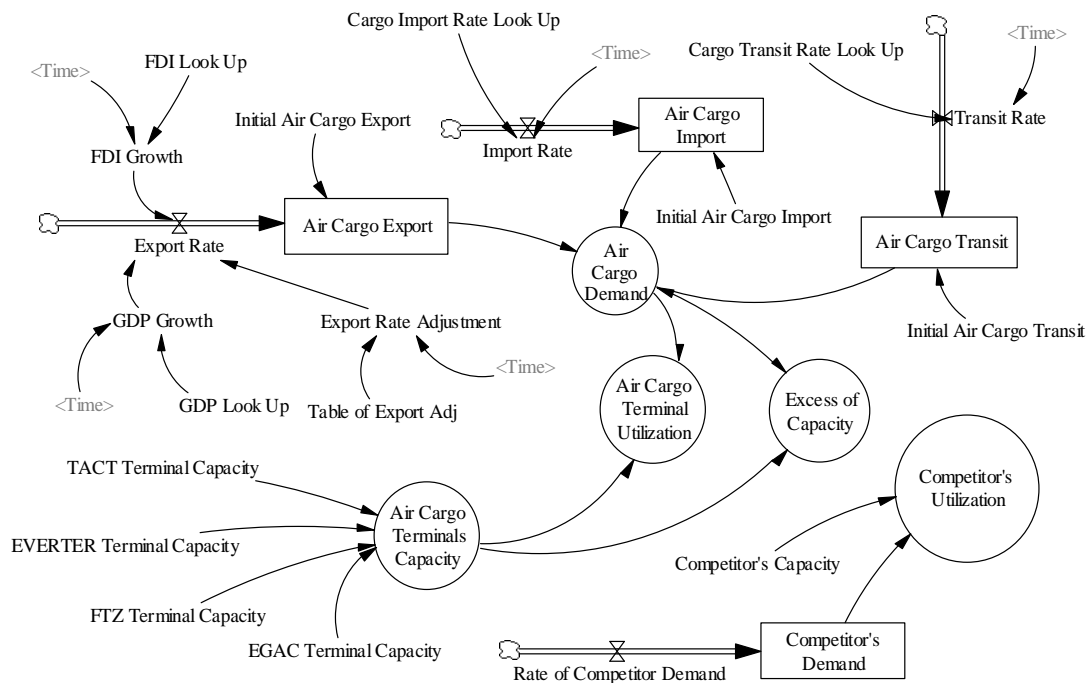 Cargo Import Rate Look Up
<Time>
Cargo Transit Rate Look Up
<Time>
FDI Look Up
<Time>
Initial Air Cargo Export
Air Cargo
Import
Import Rate
Transit Rate
FDI Growth
Initial Air Cargo Import
Air Cargo Export
Export Rate
Air Cargo Transit
Air
Cargo
Demand
GDP Growth
Export Rate Adjustment
Initial Air Cargo Transit
<Time>
<Time>
GDP Look Up
Table of Export Adj
Air Cargo
Terminal
Utilization
Excess of
Capacity
TACT Terminal Capacity
Competitor's
Utilization
Air Cargo
Terminals
Capacity
EVERTER Terminal Capacity
Competitor's Capacity
FTZ Terminal Capacity
EGAC Terminal Capacity
Rate of Competitor Demand
Competitor's
Demand